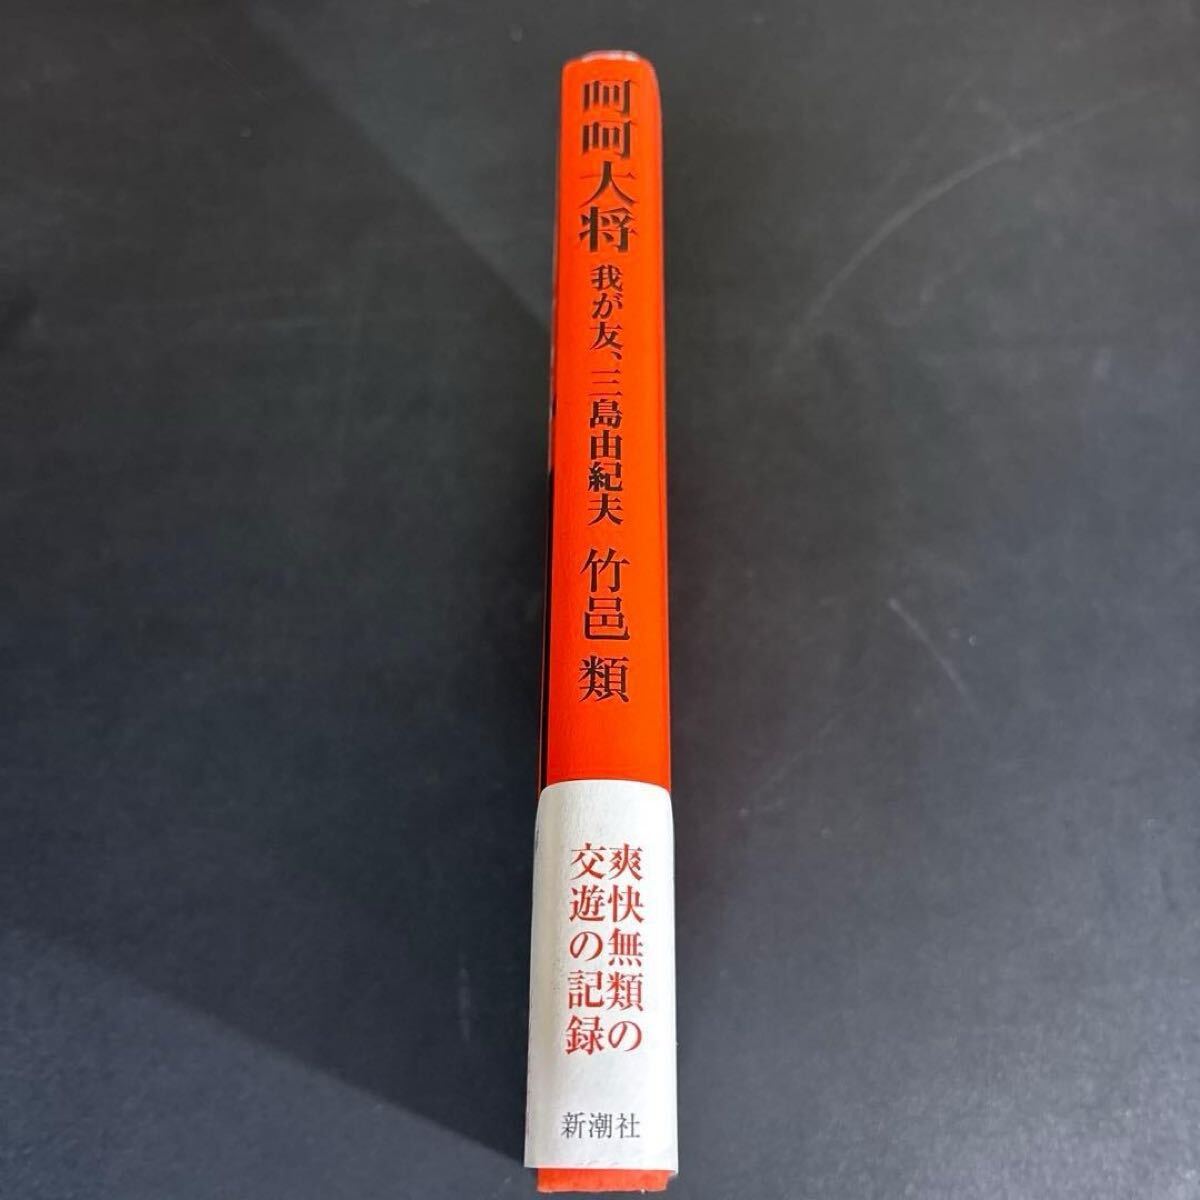 呵呵大将
我が友、三島由紀夫
竹邑 類
爽快無類の
交遊の記録
新潮社